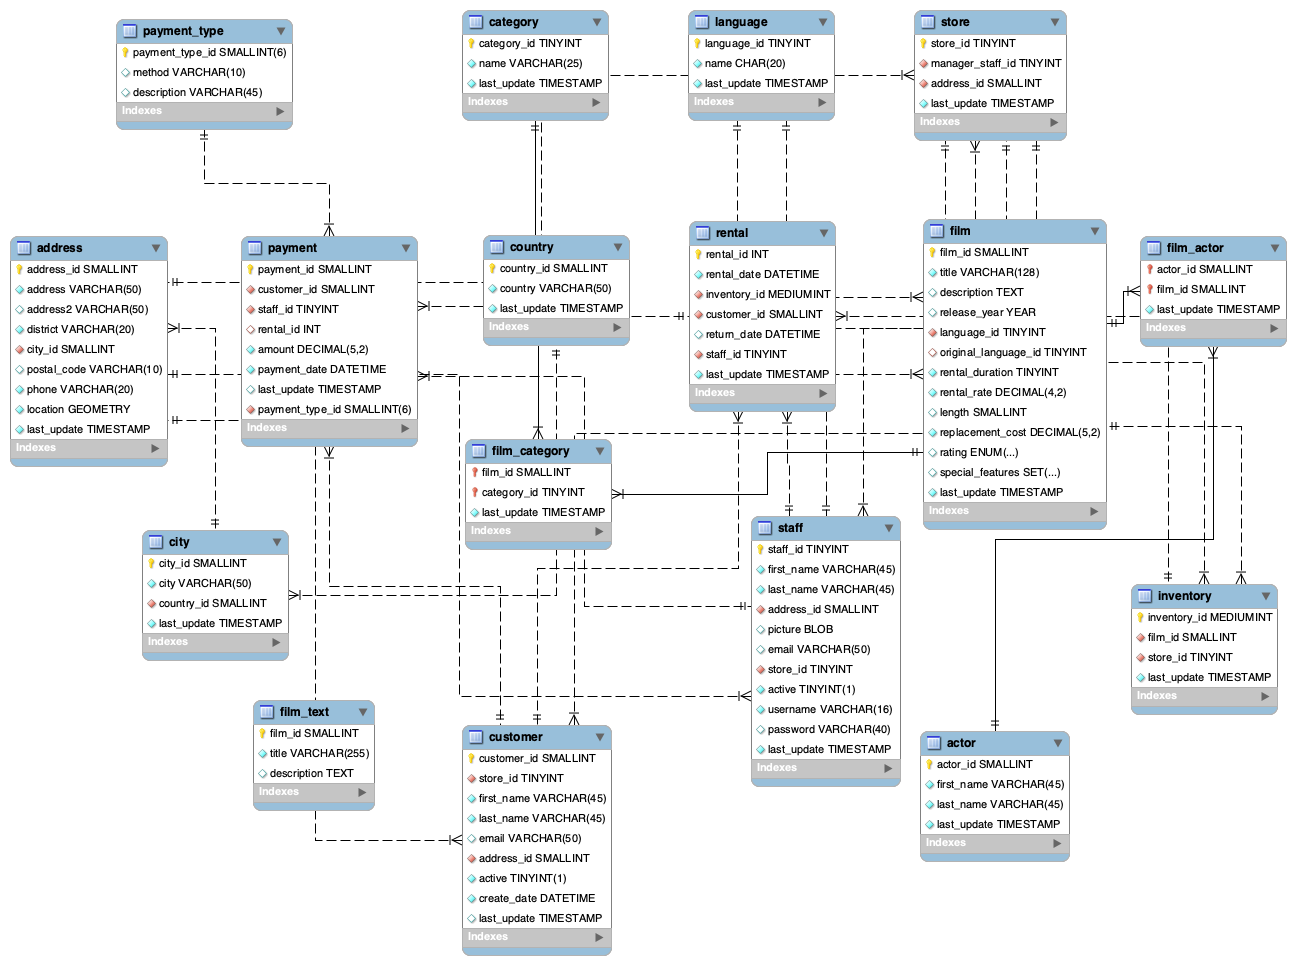 payment_type
payment_type_id SMALLINT(6)
method VARCHAR(10)
description VARCHAR(45)
Indexes
category
category_id TINYINT
name VARCHAR(25)
last_update TIMESTAMP
Indexes
language
language_id TINYINT
name CHAR(20)
last_update TIMESTAMP
Indexes
store
store_id TINYINT
manager_staff_id TINYINT
address_id SMALLINT
last_update TIMESTAMP
Indexes
address
address_id SMALLINT
address VARCHAR(50)
address2 VARCHAR(50)
district VARCHAR(20)
city_id SMALLINT
postal_code VARCHAR(10)
phone VARCHAR(20)
location GEOMETRY
last_update TIMESTAMP
Indexes
payment
payment_id SMALLINT
customer_id SMALLINT
staff_id TINYINT
rental_id INT
amount DECIMAL(5,2)
payment_date DATETIME
last_update TIMESTAMP
payment_type_id SMALLINT(6)
Indexes
country
country_id SMALLINT
country VARCHAR(50)
last_update TIMESTAMP
Indexes
rental
rental_id INT
rental_date DATETIME
inventory_id MEDIUMINT
customer_id SMALLINT
return_date DATETIME
staff_id TINYINT
last_update TIMESTAMP
Indexes
film
film_id SMALLINT
title VARCHAR(128)
description TEXT
release_year YEAR
language_id TINYINT
original_language_id TINYINT
rental_duration TINYINT
rental_rate DECIMAL(4,2)
length SMALLINT
replacement_cost DECIMAL(5,2)
rating ENUM(...)
special_features SET(...)
last_update TIMESTAMP
Indexes
film_actor
actor_id SMALLINT
film_id SMALLINT
last_update TIMESTAMP
Indexes
film_category
film_id SMALLINT
category_id TINYINT
last_update TIMESTAMP
Indexes
city
city_id SMALLINT
city VARCHAR(50)
country_id SMALLINT
last_update TIMESTAMP
Indexes
staff
staff_id TINYINT
first_name VARCHAR(45)
last_name VARCHAR(45)
address_id SMALLINT
picture BLOB
email VARCHAR(50)
store_id TINYINT
active TINYINT(1)
username VARCHAR(16)
password VARCHAR(40)
last_update TIMESTAMP
Indexes
inventory
inventory_id MEDIUMINT
film_id SMALLINT
store_id TINYINT
last_update TIMESTAMP
Indexes
film_text
film_id SMALLINT
title VARCHAR(255)
description TEXT
Indexes
customer
customer_id SMALLINT
store_id TINYINT
first_name VARCHAR(45)
last_name VARCHAR(45)
email VARCHAR(50)
address_id SMALLINT
active TINYINT(1)
create_date DATETIME
last_update TIMESTAMP
Indexes
actor
actor_id SMALLINT
first_name VARCHAR(45)
last_name VARCHAR(45)
last_update TIMESTAMP
Indexes